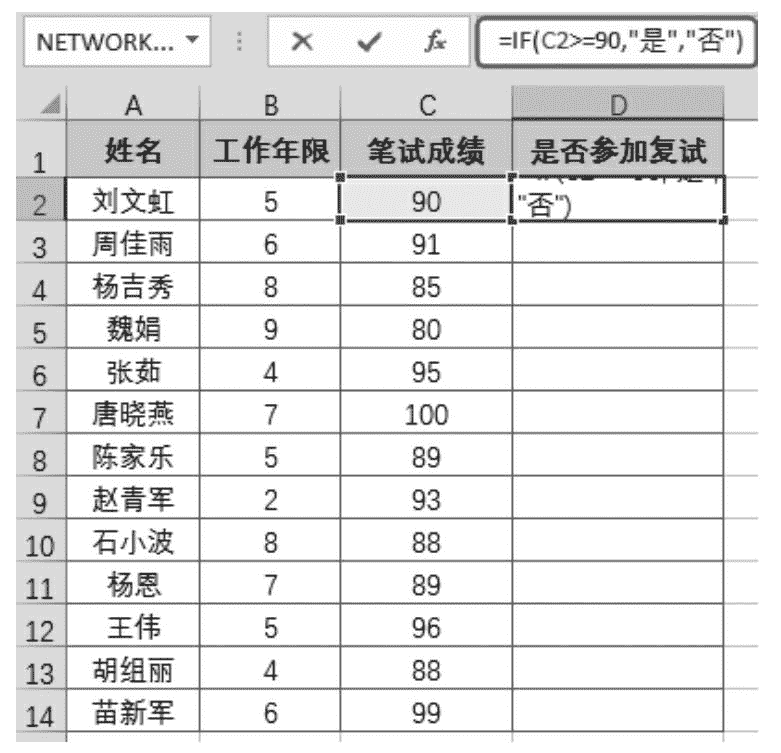 NETWORK... fx =IF(C2>=90,"是","否")
A B C D
1 姓名 工作年限 笔试成绩 是否参加复试
2 刘文虹 5 90 "否")
3 周佳雨 6 91
4 杨吉秀 8 85
5 魏娟 9 80
6 张茹 4 95
7 唐晓燕 7 100
8 陈家乐 5 89
9 赵青军 2 93
10 石小波 8 88
11 杨恩 7 89
12 王伟 5 96
13 胡组丽 4 88
14 苗新军 6 99